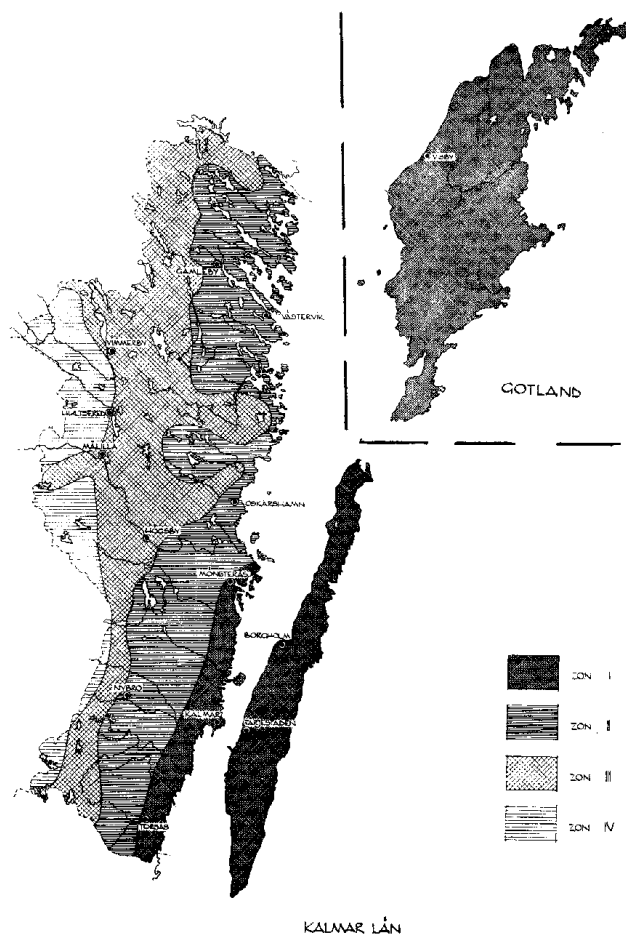 VISBY
GAMLEBY
VÄSTERVIK
VIMMERBY
GOTLAND
HULTSFRED
MÅLILLA
OSKARSHAMN
HÖGSBY
MÖNSTERÅS
BORGHOLM
ZON I
NYBRO
KALMAR
ZON II
ZON III
TORSÅS
ZON IV
KALMAR LÄN